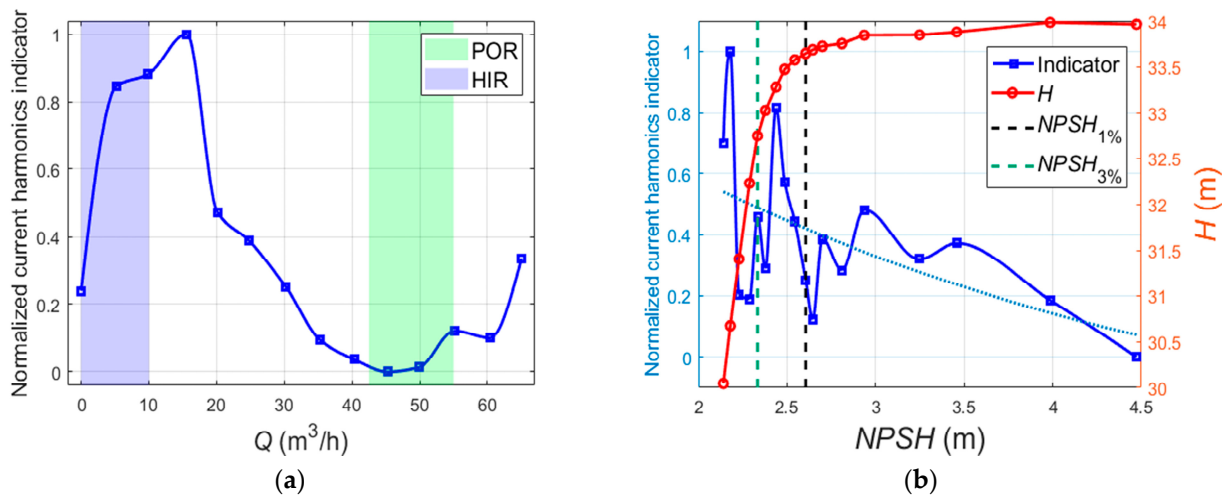 Normalized current harmonics indicator
1
0.8
0.6
0.4
0.2
0
0 10 20 30 40 50 60
Q (m³/h)
POR
HIR
(a)
Normalized current harmonics indicator
1
0.8
0.6
0.4
0.2
0
2 2.5 3 3.5 4 4.5
NPSH (m)
Indicator
H
NPSH1%
NPSH3%
34
33.5
33
32.5
32
31.5
31
30.5
30
H (m)
(b)